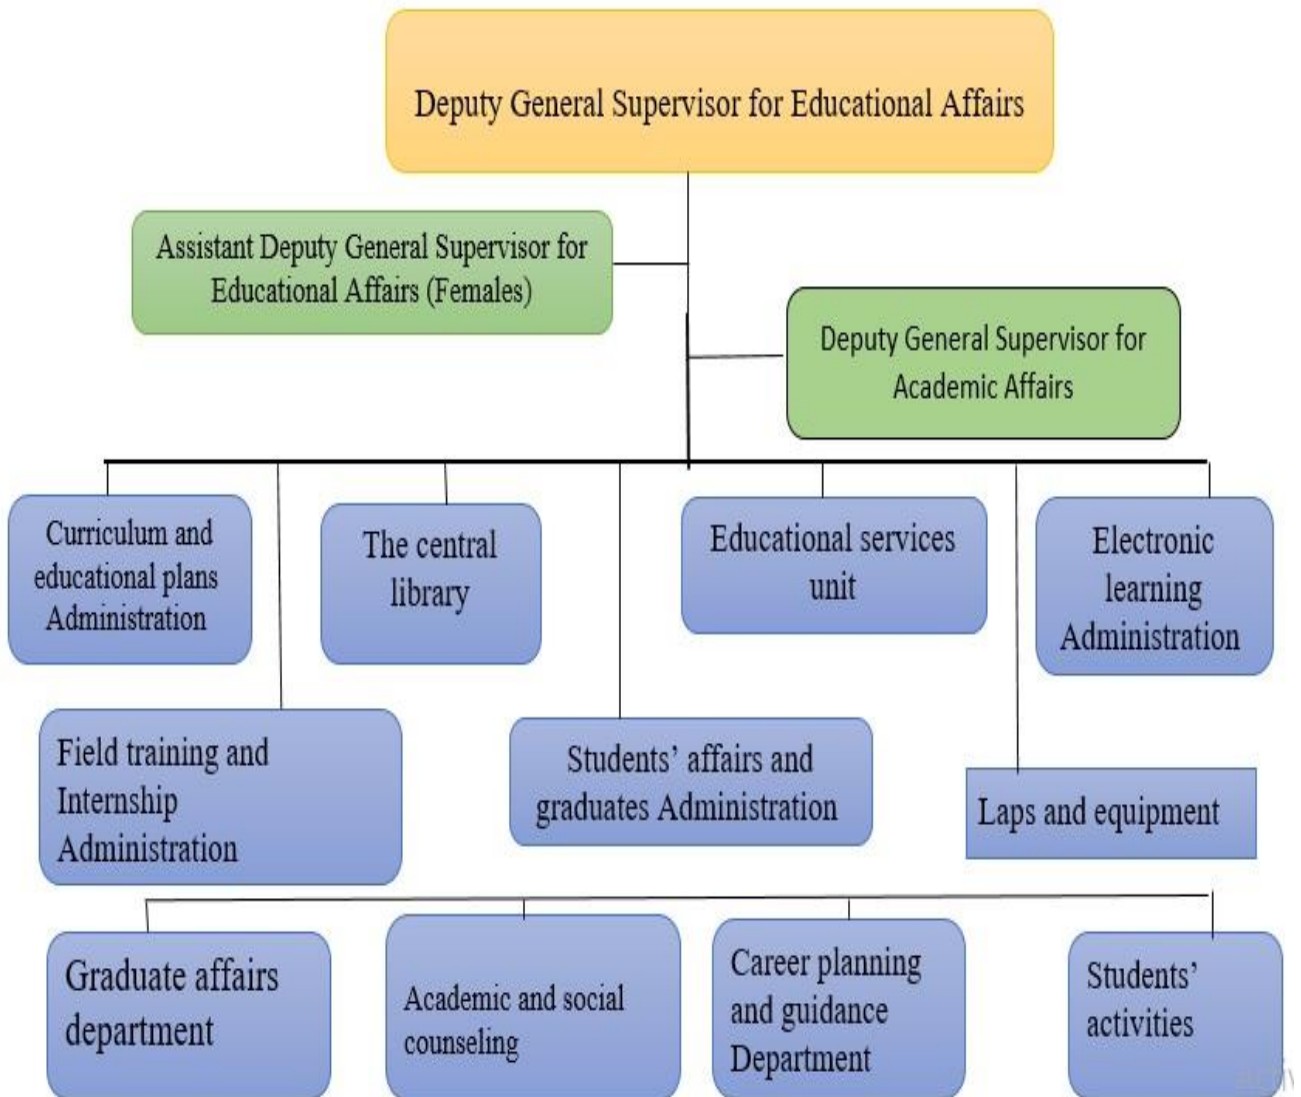 Deputy General Supervisor for Educational Affairs
Assistant Deputy General Supervisor for
Educational Affairs (Females)
Deputy General Supervisor for
Academic Affairs
Curriculum and
educational plans
Administration
The central
library
Educational services
unit
Electronic
learning
Administration
Field training and
Internship
Administration
Students’ affairs and
graduates Administration
Laps and equipment
Graduate affairs
department
Academic and social
counseling
Career planning
and guidance
Department
Students’
activities